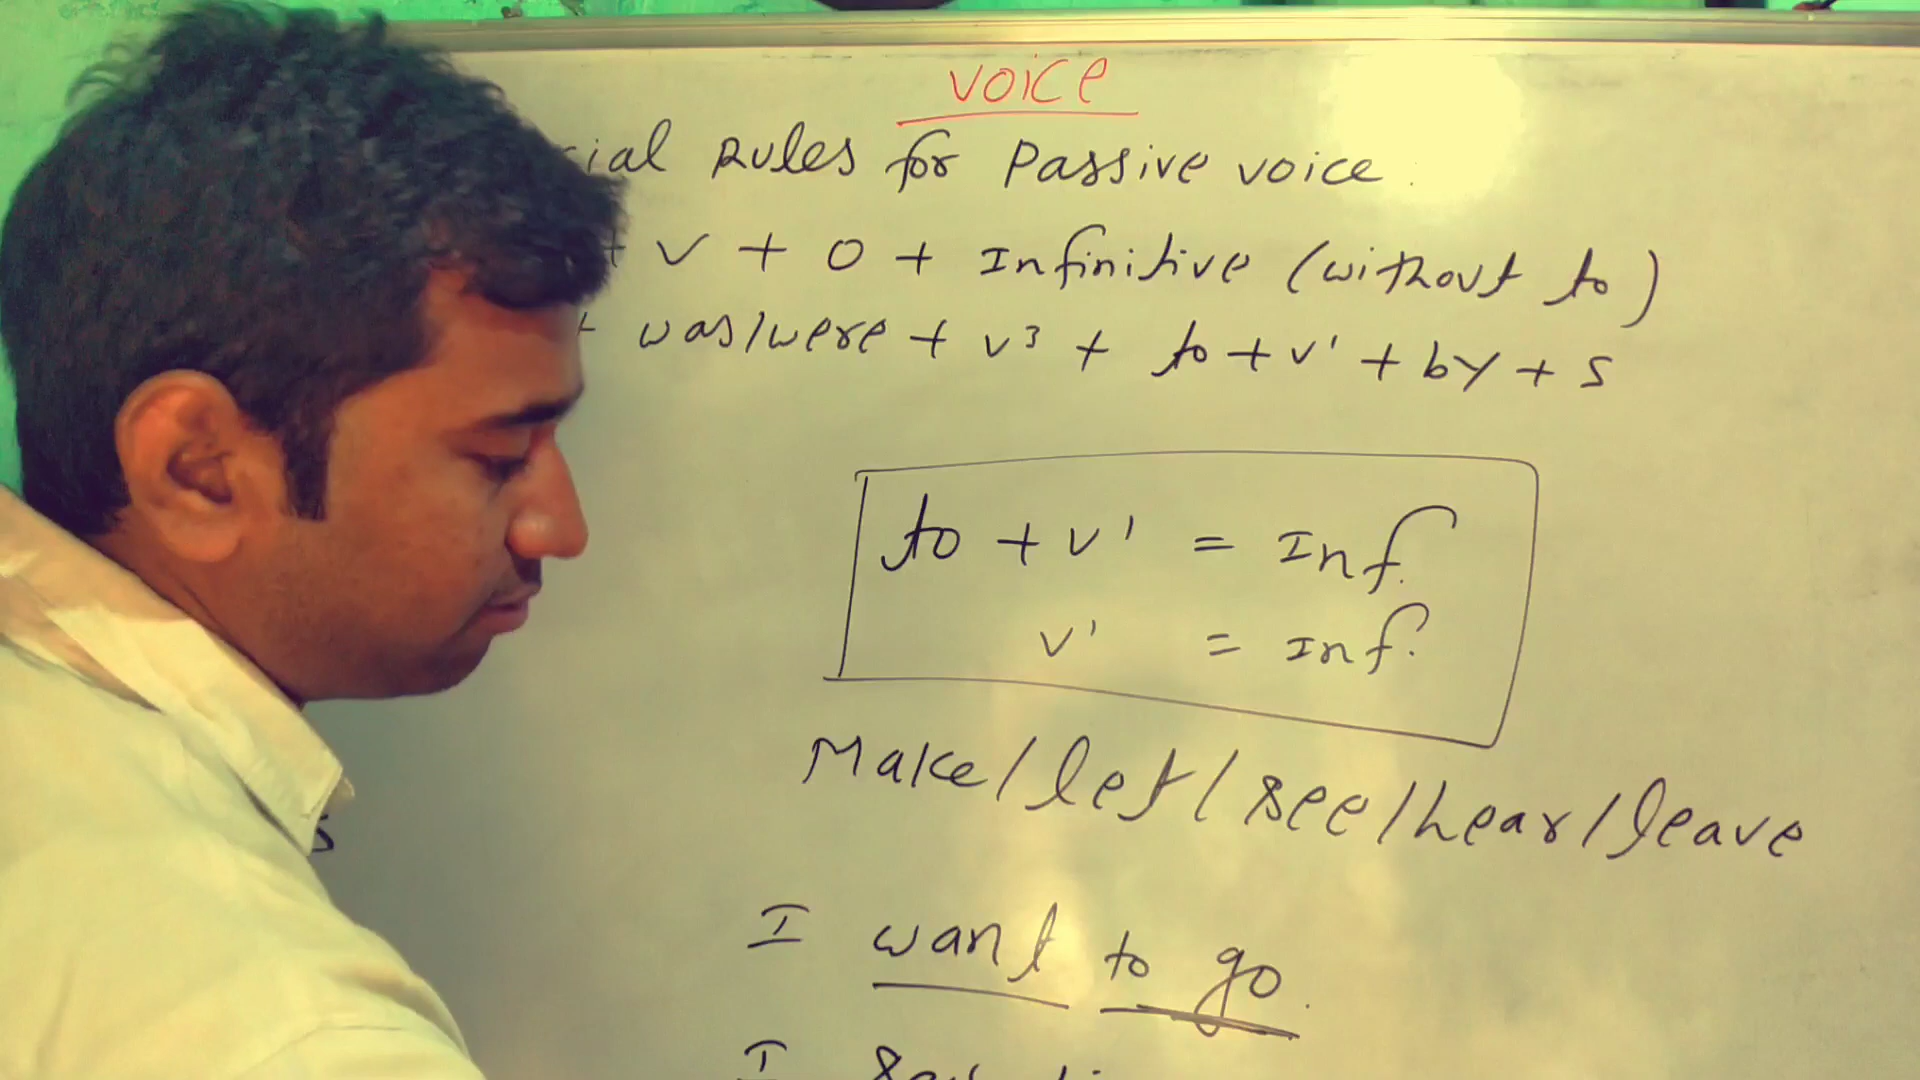 VOICE
Rules for Passive voice
+ V + O + Infinitive (without to)
+ was/were + V³ + to + V¹ + by + S
to + V¹ = Inf.
V¹ = Inf.
Make/let/see/hear/leave
s
I want to go.
I